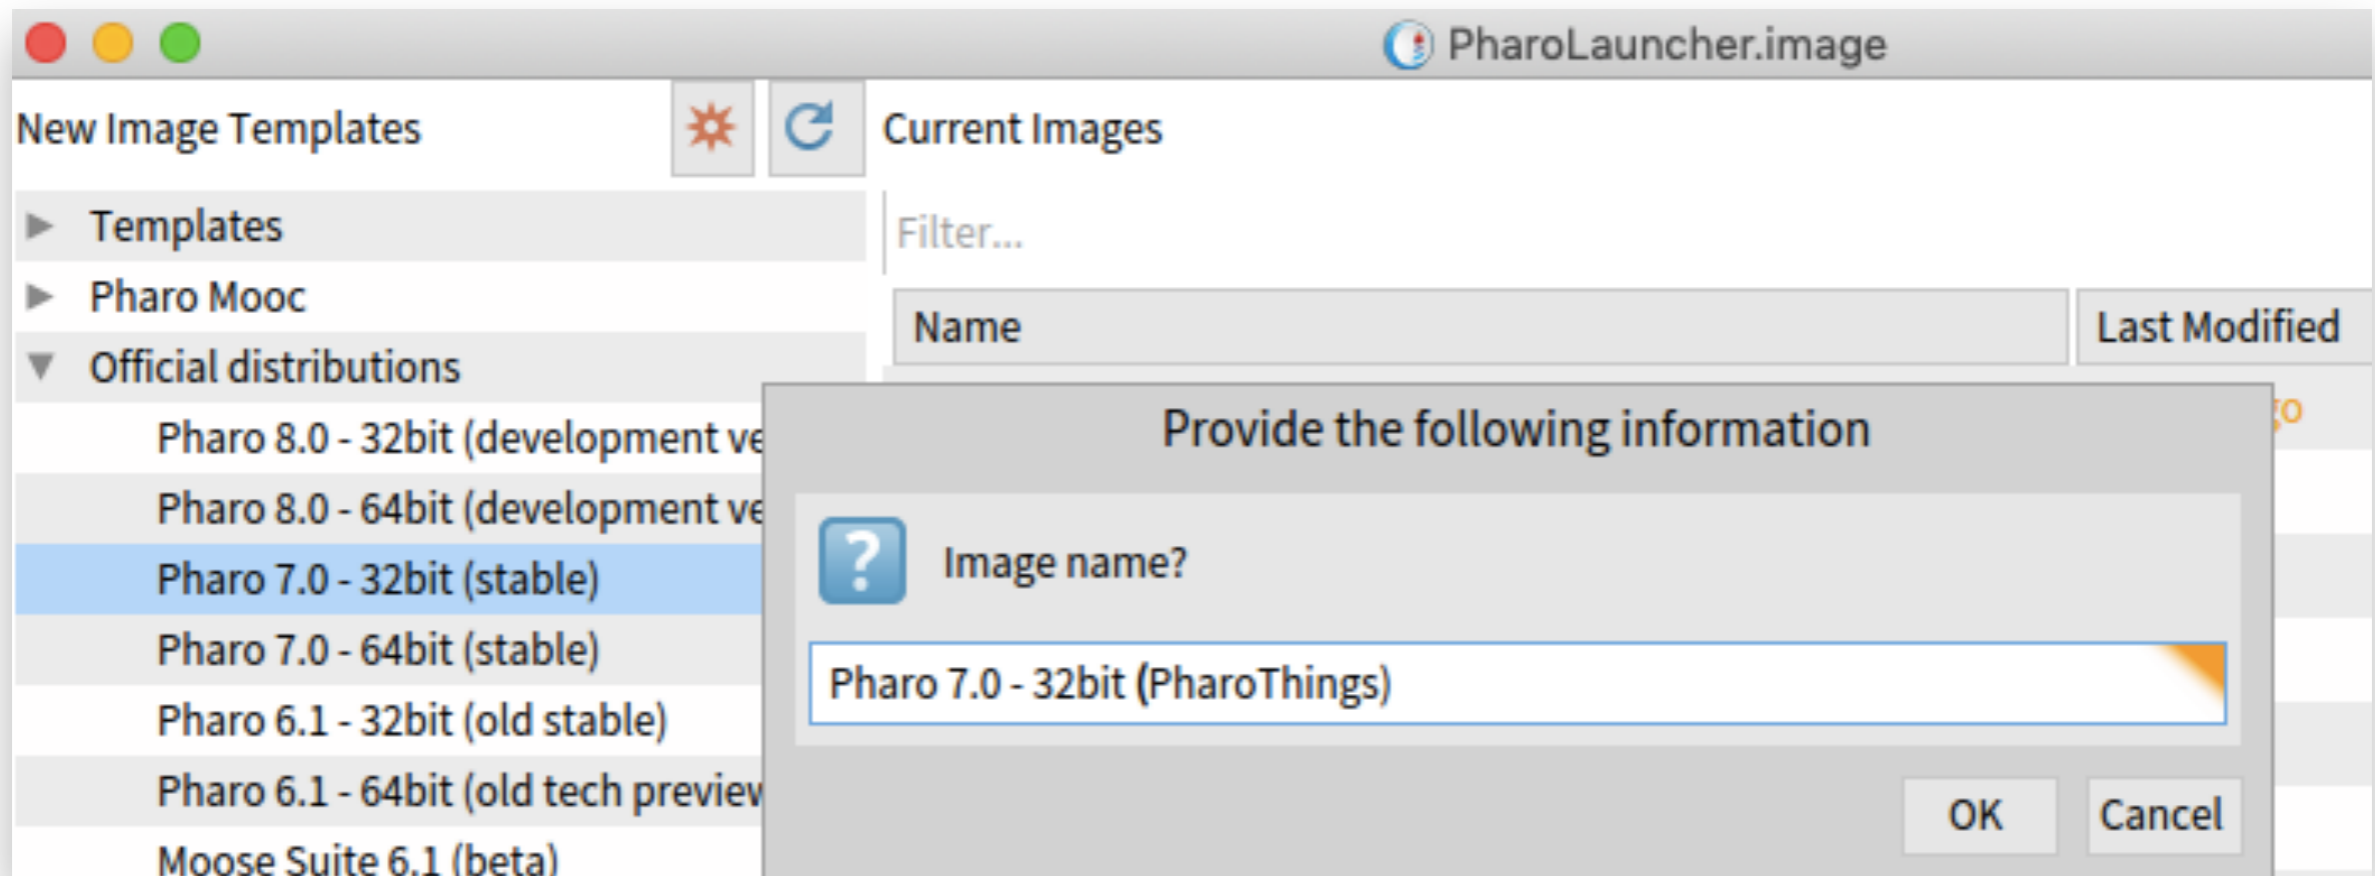 PharoLauncher.image
New Image Templates
Current Images
Templates
Filter...
Pharo Mooc
Name
Last Modified
Official distributions
Pharo 8.0 - 32bit (development ve
Pharo 8.0 - 64bit (development ve
Pharo 7.0 - 32bit (stable)
Pharo 7.0 - 64bit (stable)
Pharo 6.1 - 32bit (old stable)
Pharo 6.1 - 64bit (old tech preview
Moose Suite 6.1 (beta)
go
Provide the following information
?
Image name?
Pharo 7.0 - 32bit (PharoThings)
OK
Cancel